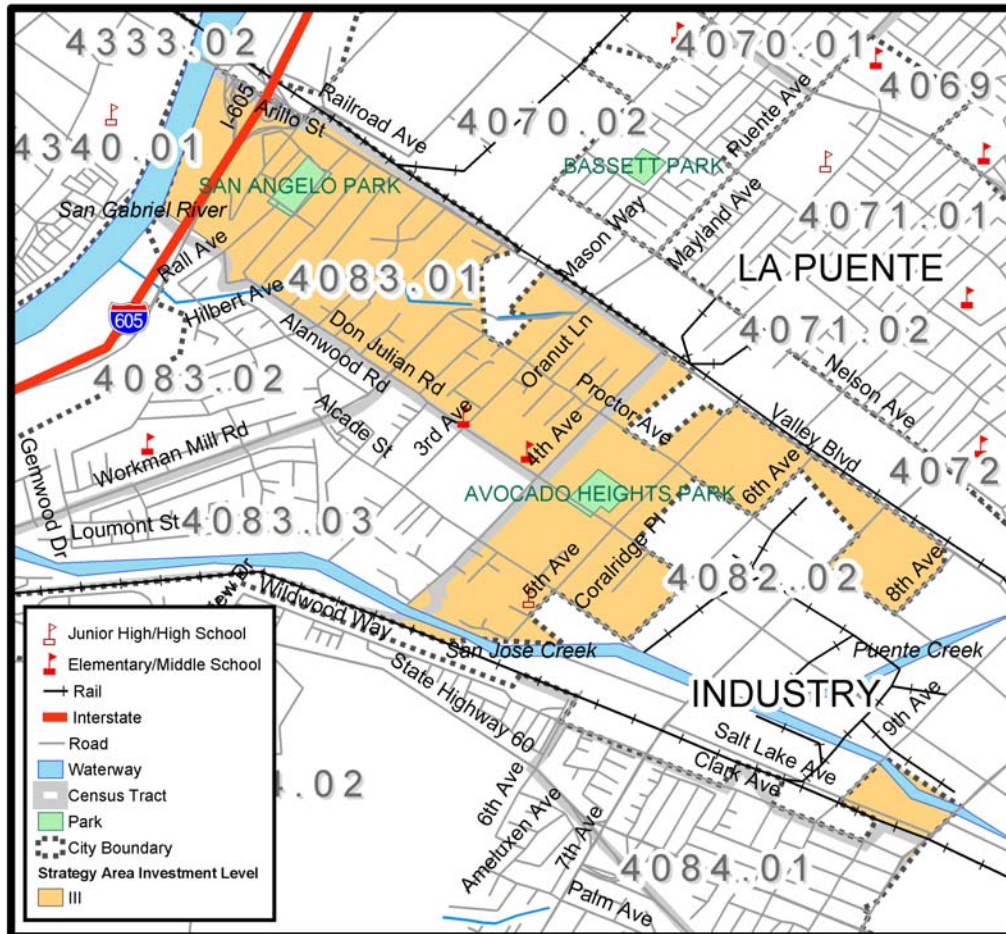 4333.02
4070.01
4069
I-605
Arillo St
Railroad Ave
4070.02
Puente Ave
4340.01
BASSETT PARK
SAN ANGELO PARK
4071.01
San Gabriel River
Mason Way
Mayland Ave
Rall Ave
LA PUENTE
4083.01
605
Hilbert Ave
4071.02
Don Julian Rd
Oranut Ln
Alanwood Rd
Nelson Ave
4083.02
Proctor Ave
Alcade St
3rd Ave
4th Ave
Valley Blvd
Gemwood Dr
Workman Mill Rd
6th Ave
4072
AVOCADO HEIGHTS PARK
Loumont St
4083.03
5th Ave
Coralridge Pl
4082.02
8th Ave
Wildwood Way
San Jose Creek
Puente Creek
State Highway 60
INDUSTRY
9th Ave
Salt Lake Ave
Clark Ave
.02
6th Ave
Ameluxen Ave
7th Ave
4084.01
Palm Ave
Junior High/High School
Elementary/Middle School
Rail
Interstate
Road
Waterway
Census Tract
Park
City Boundary
Strategy Area Investment Level
III